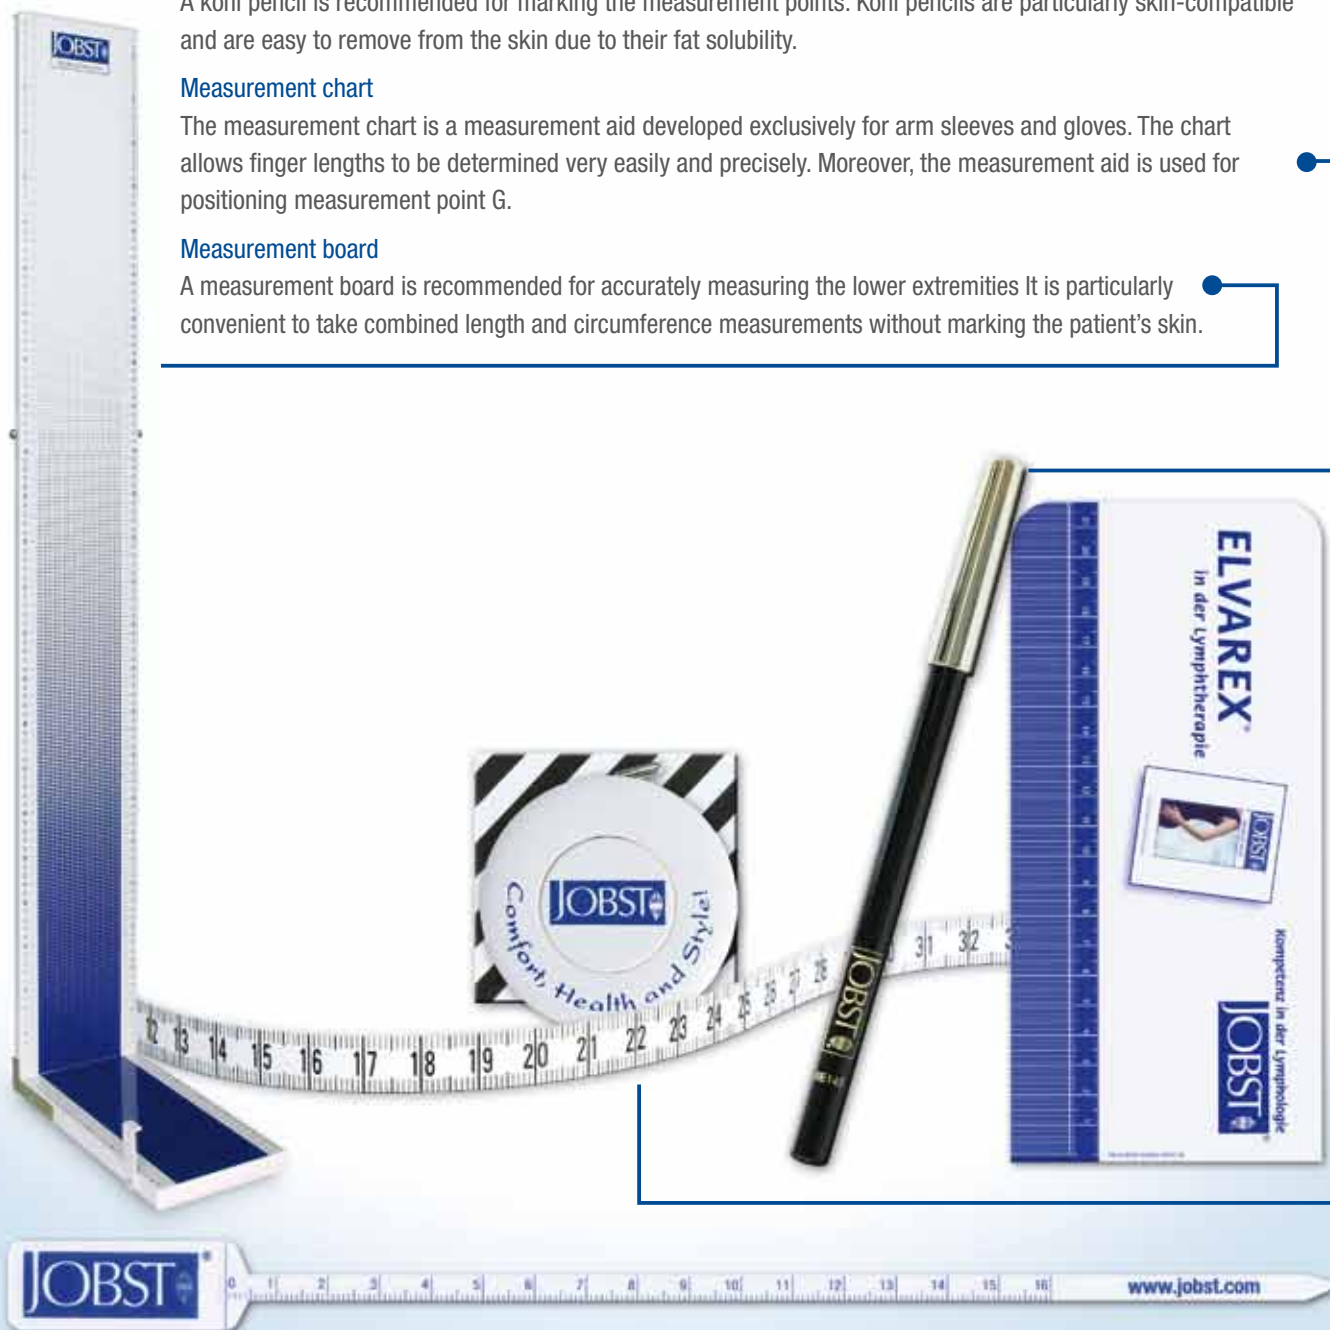 A kohl pencil is recommended for marking the measurement points. Kohl pencils are particularly skin-compatible
and are easy to remove from the skin due to their fat solubility.
Measurement chart
The measurement chart is a measurement aid developed exclusively for arm sleeves and gloves. The chart
allows finger lengths to be determined very easily and precisely. Moreover, the measurement aid is used for
positioning measurement point G.
Measurement board
A measurement board is recommended for accurately measuring the lower extremities It is particularly
convenient to take combined length and circumference measurements without marking the patient’s skin.
JOBST
ELVAREX®
in der Lymphtherapie
JOBST
Kompetenz in der Lymphologie
JOBST®
JOBST
Comfort, Health and Style!
JOBST
12 13 14 15 16 17 18 19 20 21 22 23 24 25 26 27 28 31 32
JOBST®
0 1 2 3 4 5 6 7 8 9 10 11 12 13 14 15 16
www.jobst.com